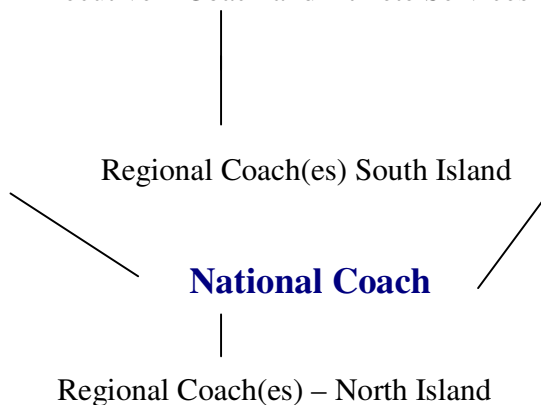 Regional Coach(es) South Island
National Coach
Regional Coach(es) – North Island